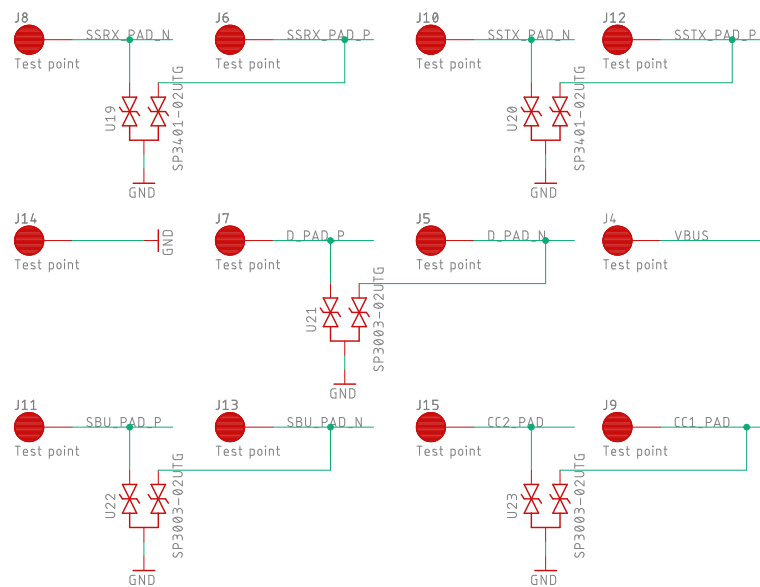 J8
SSRX_PAD_N
Test point
J6
SSRX_PAD_P
Test point
J10
SSTX_PAD_N
Test point
J12
SSTX_PAD_P
Test point
U19
SP3401-02UTG
GND
U20
SP3401-02UTG
GND
J14
Test point
GND
J7
D_PAD_P
Test point
J5
D_PAD_N
Test point
J4
VBUS
Test point
U21
SP3003-02UTG
GND
J11
SBU_PAD_P
Test point
J13
SBU_PAD_N
Test point
J15
CC2_PAD
Test point
J9
CC1_PAD
Test point
U22
SP3003-02UTG
GND
U23
SP3003-02UTG
GND